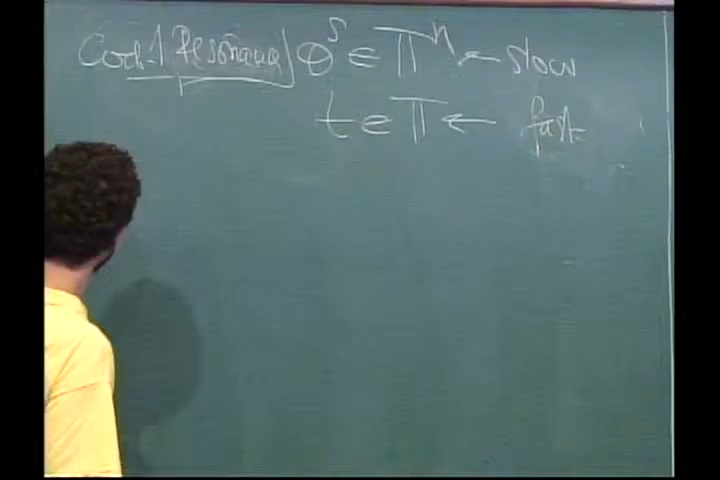 Cod-1 Resonance θ^s ∈ 𝕋^n ← slow
t ∈ 𝕋 ← fast